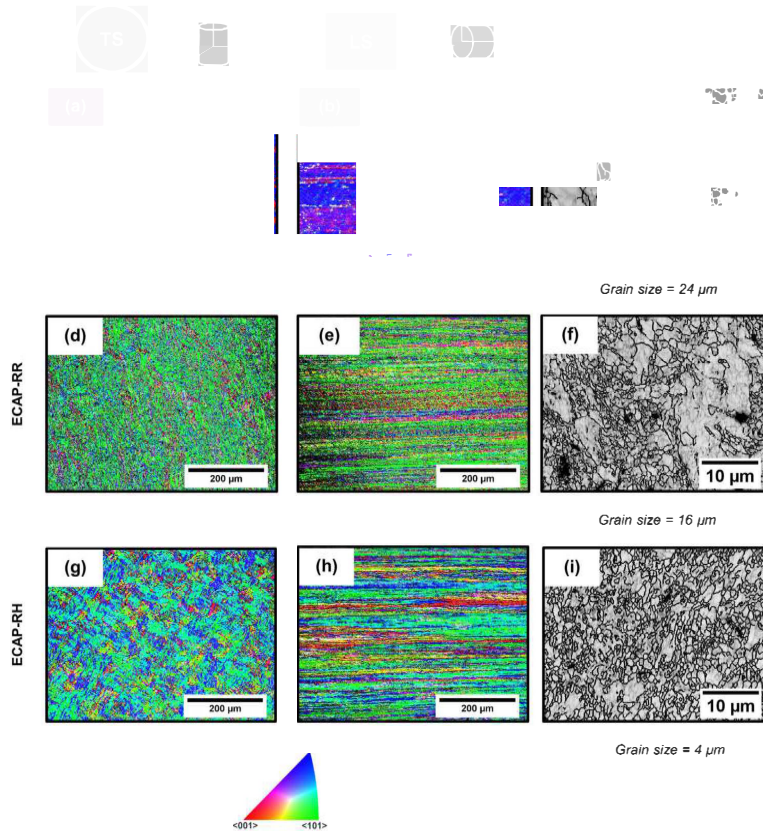 TS
LS
(a)
(b)
Grain size = 24 µm
ECAP-RR
(d)
(e)
(f)
200 µm
200 µm
10 µm
Grain size = 16 µm
ECAP-RH
(g)
(h)
(i)
200 µm
200 µm
10 µm
Grain size = 4 µm
<001>
<101>